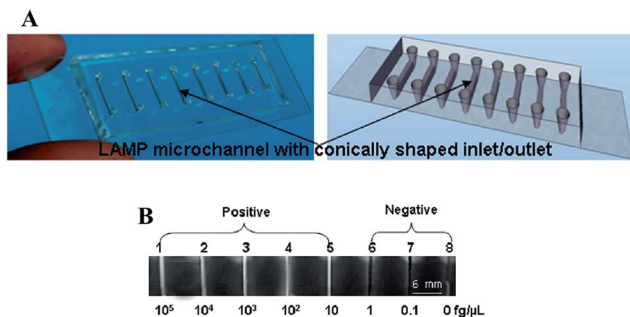 A
LAMP microchannel with conically shaped inlet/outlet
B
Positive Negative
1 2 3 4 5 6 7 8
6 mm
10⁵ 10⁴ 10³ 10² 10 1 0.1 0 fg/µL